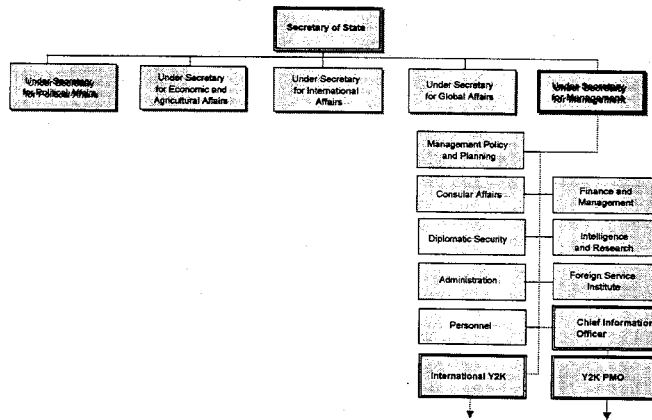 Secretary of State
Under Secretary
for Political Affairs
Under Secretary
for Economic and
Agricultural Affairs
Under Secretary
for International
Affairs
Under Secretary
for Global Affairs
Under Secretary
for Management
Management Policy
and Planning
Consular Affairs
Finance and
Management
Diplomatic Security
Intelligence
and Research
Administration
Foreign Service
Institute
Personnel
Chief Information
Officer
International Y2K
Y2K PMO